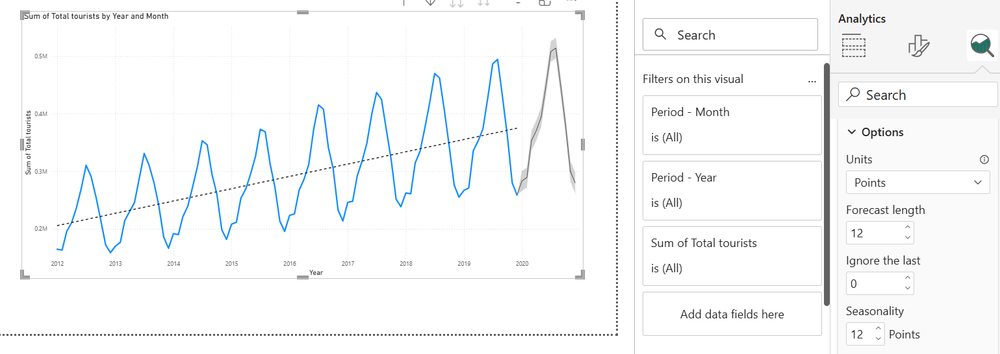 Sum of Total tourists by Year and Month
Sum of Total tourists
0.5M
0.4M
0.3M
0.2M
2012 2013 2014 2015 2016 2017 2018 2019 2020
Year
Search
Filters on this visual ...
Period - Month
is (All)
Period - Year
is (All)
Sum of Total tourists
is (All)
Add data fields here
Analytics
Search
Options
Units
Points
Forecast length
12
Ignore the last
0
Seasonality
12 Points